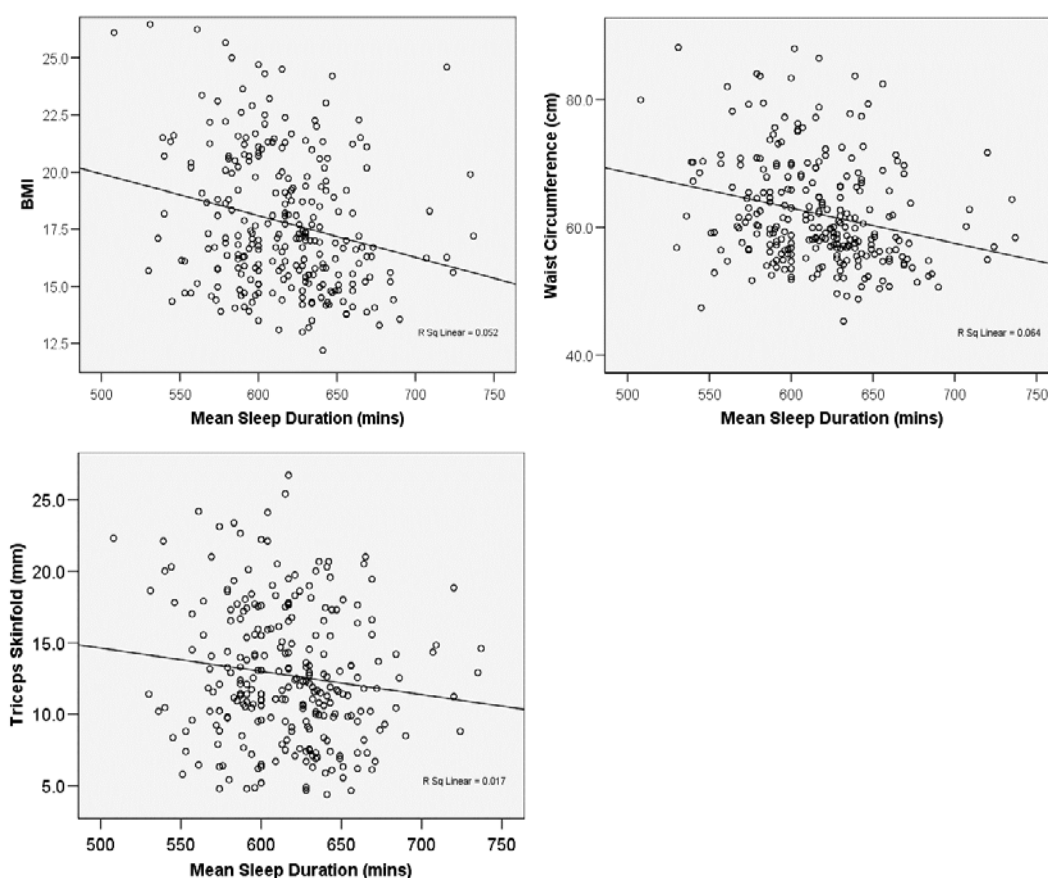 BMI
25.0
22.5
20.0
17.5
15.0
12.5
R Sq Linear = 0.052
500 550 600 650 700 750
Mean Sleep Duration (mins)
Waist Circumference (cm)
80.0
60.0
40.0
R Sq Linear = 0.064
500 550 600 650 700 750
Mean Sleep Duration (mins)
Triceps Skinfold (mm)
25.0
20.0
15.0
10.0
5.0
R Sq Linear = 0.017
500 550 600 650 700 750
Mean Sleep Duration (mins)